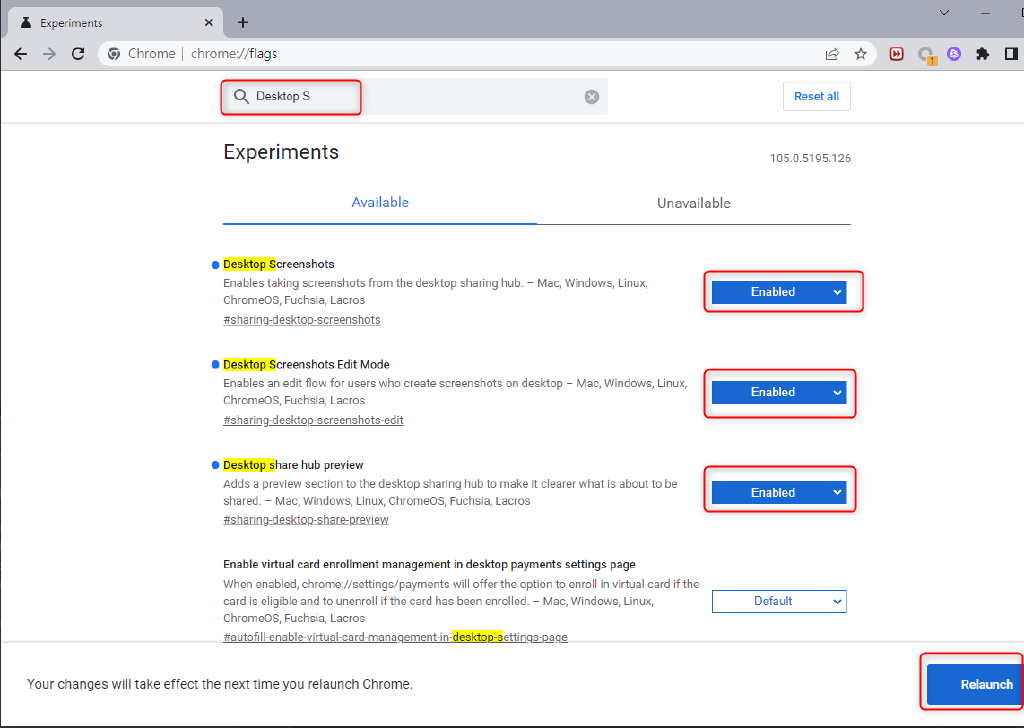 Experiments
Chrome | chrome://flags
Desktop S
Reset all
Experiments
105.0.5195.126
Available
Unavailable
Desktop Screenshots
Enables taking screenshots from the desktop sharing hub. – Mac, Windows, Linux,
ChromeOS, Fuchsia, Lacros
#sharing-desktop-screenshots
Enabled
Desktop Screenshots Edit Mode
Enables an edit flow for users who create screenshots on desktop – Mac, Windows, Linux,
ChromeOS, Fuchsia, Lacros
#sharing-desktop-screenshots-edit
Enabled
Desktop share hub preview
Adds a preview section to the desktop sharing hub to make it clearer what is about to be
shared. – Mac, Windows, Linux, ChromeOS, Fuchsia, Lacros
#sharing-desktop-share-preview
Enabled
Enable virtual card enrollment management in desktop payments settings page
When enabled, chrome://settings/payments will offer the option to enroll in virtual card if the
card is eligible and to unenroll if the card has been enrolled. – Mac, Windows, Linux,
ChromeOS, Fuchsia, Lacros
#autofill-enable-virtual-card-management-in-desktop-settings-page
Default
Your changes will take effect the next time you relaunch Chrome.
Relaunch